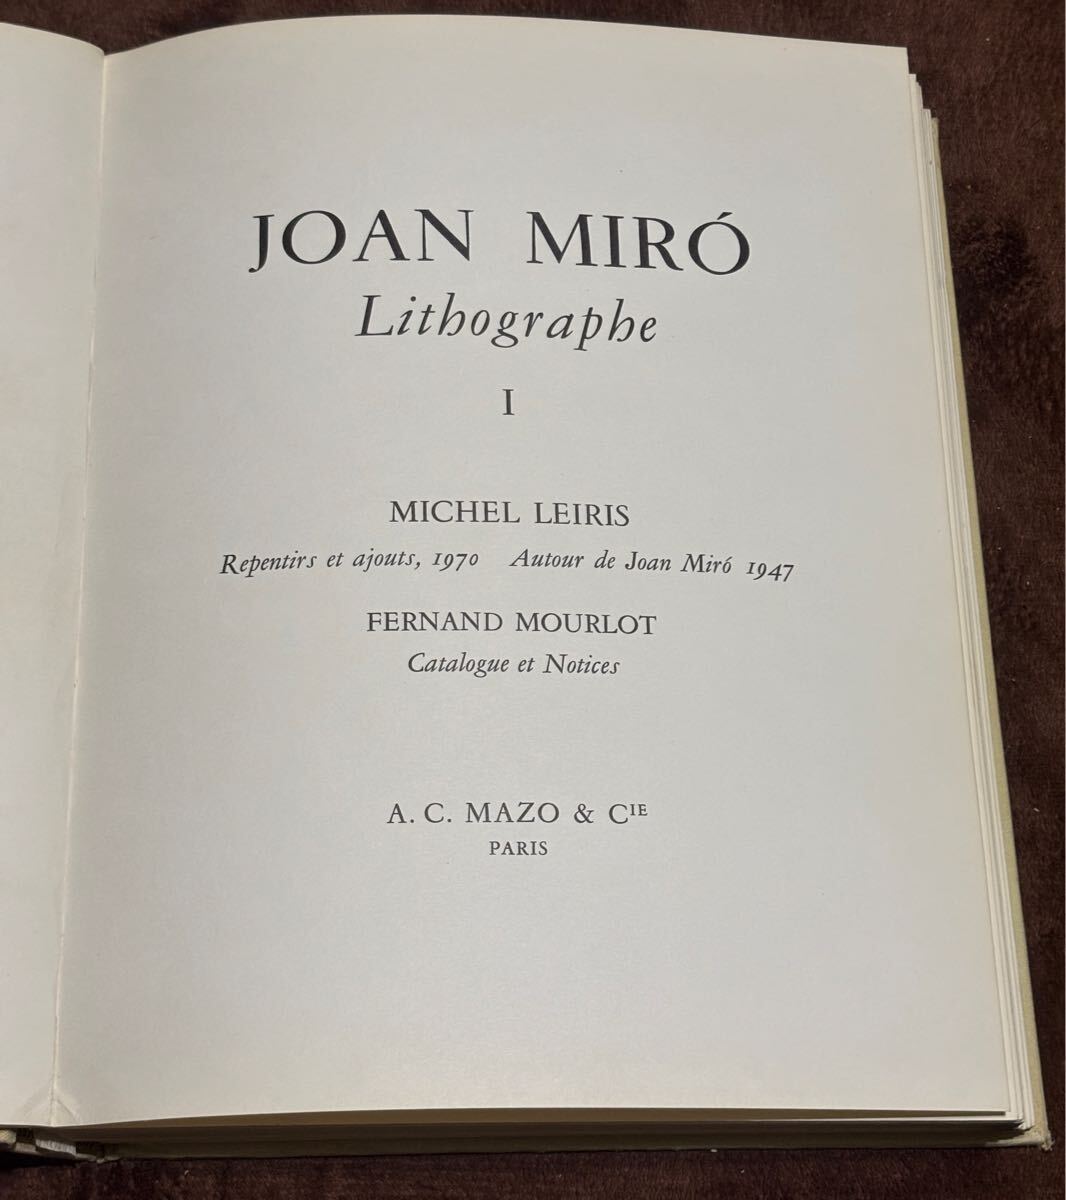 JOAN MIRÓ
Lithographe
I
MICHEL LEIRIS
Repentirs et ajouts, 1970 Autour de Joan Miró 1947
FERNAND MOURLOT
Catalogue et Notices
A. C. MAZO & CIE
PARIS